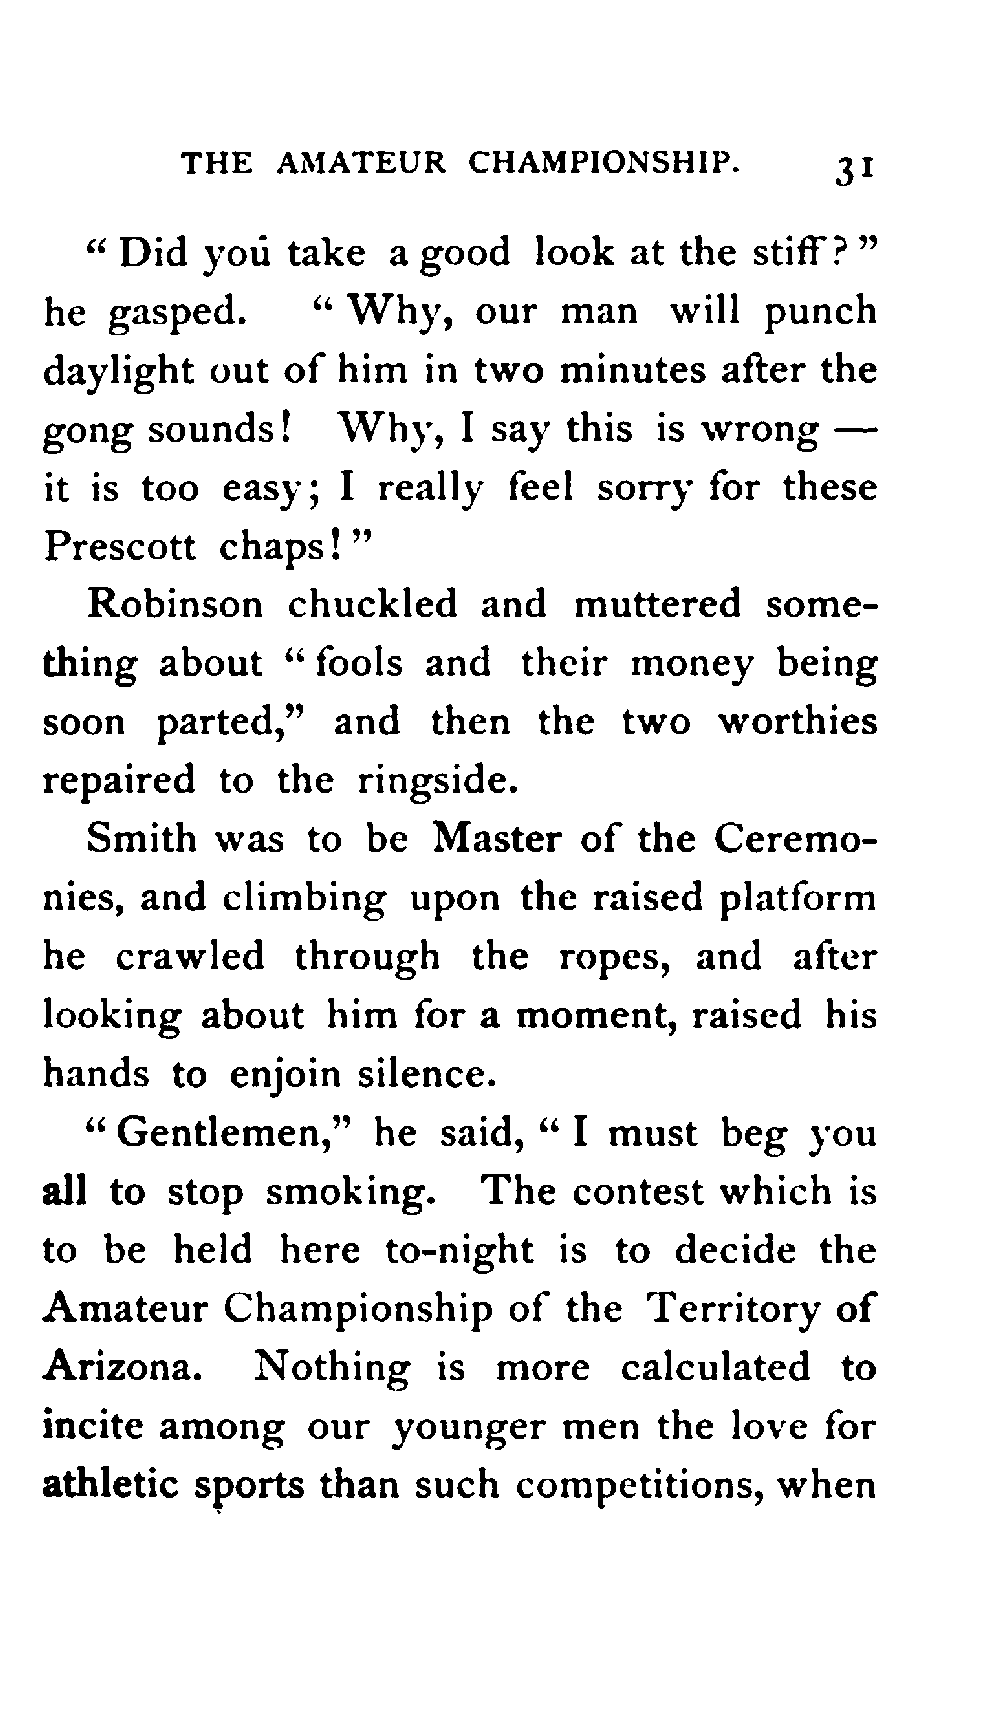 THE AMATEUR CHAMPIONSHIP. 31
“ Did you take a good look at the stiff? ”
he gasped. “ Why, our man will punch
daylight out of him in two minutes after the
gong sounds! Why, I say this is wrong —
it is too easy; I really feel sorry for these
Prescott chaps! ”
Robinson chuckled and muttered some-
thing about “ fools and their money being
soon parted,” and then the two worthies
repaired to the ringside.
Smith was to be Master of the Ceremo-
nies, and climbing upon the raised platform
he crawled through the ropes, and after
looking about him for a moment, raised his
hands to enjoin silence.
“ Gentlemen,” he said, “ I must beg you
all to stop smoking. The contest which is
to be held here to-night is to decide the
Amateur Championship of the Territory of
Arizona. Nothing is more calculated to
incite among our younger men the love for
athletic sports than such competitions, when